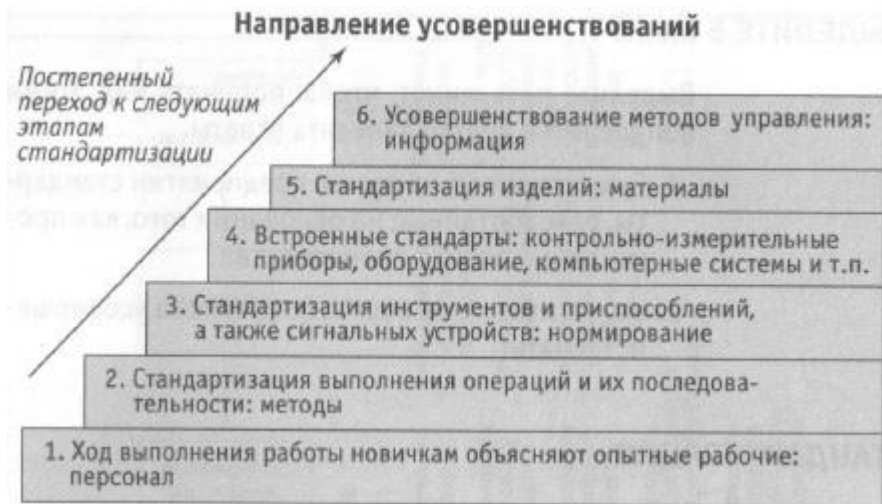 Направление усовершенствований
Постепенный
переход к следующим
этапам
стандартизации
6. Усовершенствование методов управления:
информация
5. Стандартизация изделий: материалы
4. Встроенные стандарты: контрольно-измерительные
приборы, оборудование, компьютерные системы и т.п.
3. Стандартизация инструментов и приспособлений,
а также сигнальных устройств: нормирование
2. Стандартизация выполнения операций и их последова-
тельности: методы
1. Ход выполнения работы новичкам объясняют опытные рабочие:
персонал